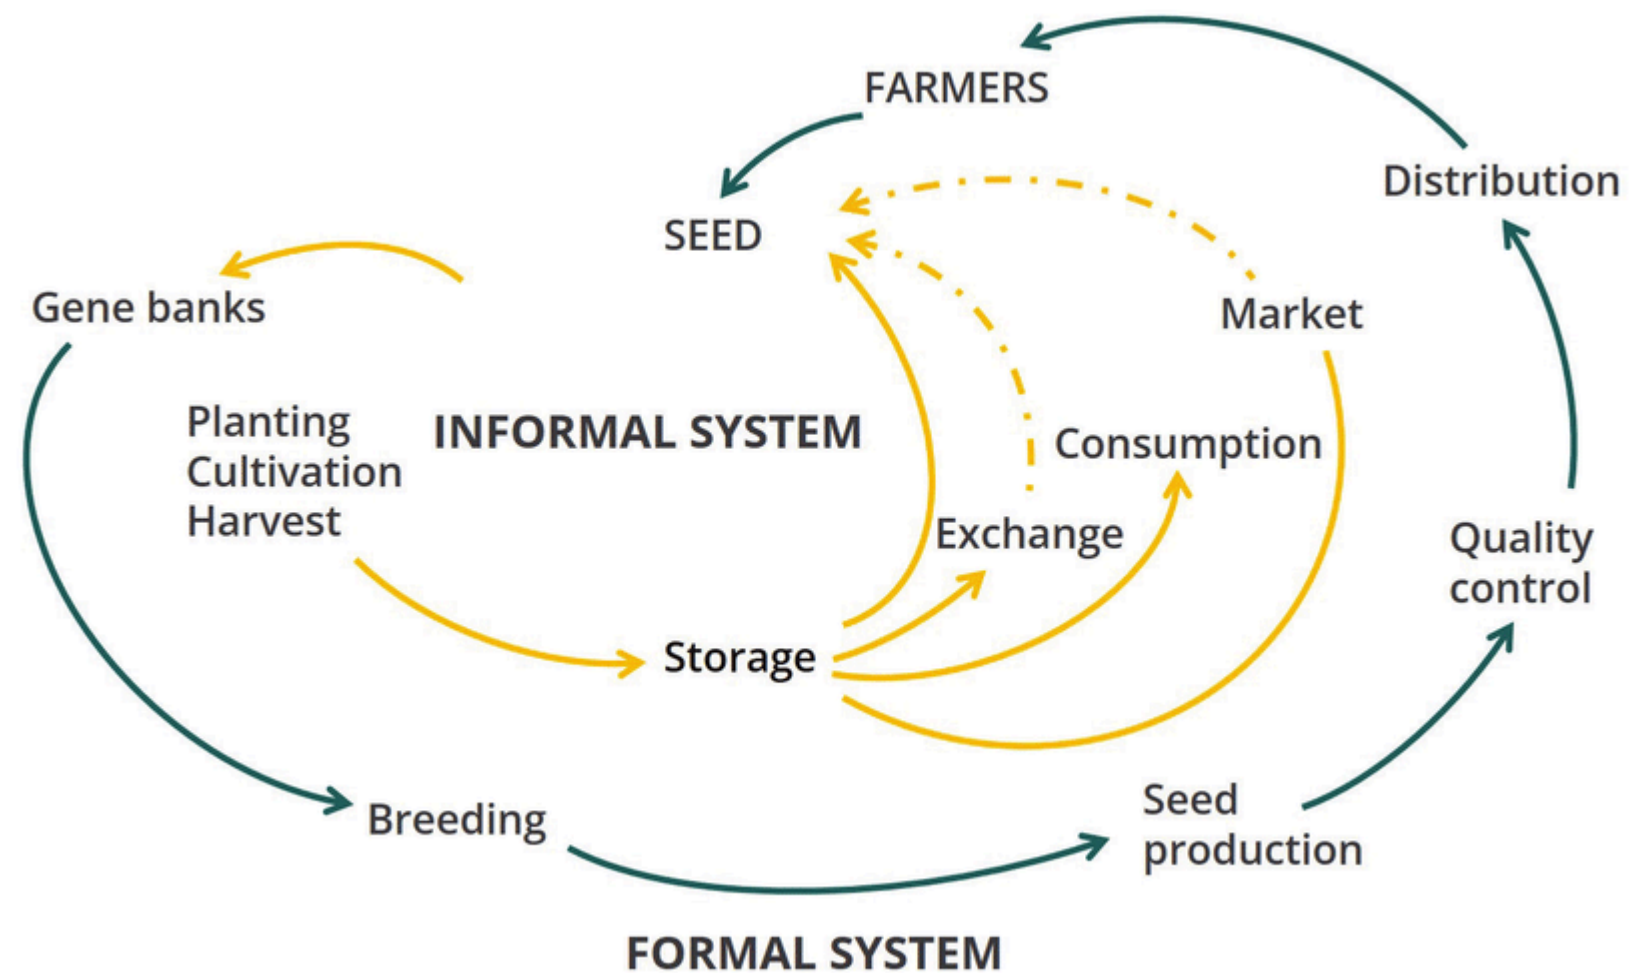 FARMERS
Distribution
SEED
Gene banks
Market
Planting
Cultivation
Harvest
INFORMAL SYSTEM
Consumption
Exchange
Quality
control
Storage
Breeding
Seed
production
FORMAL SYSTEM